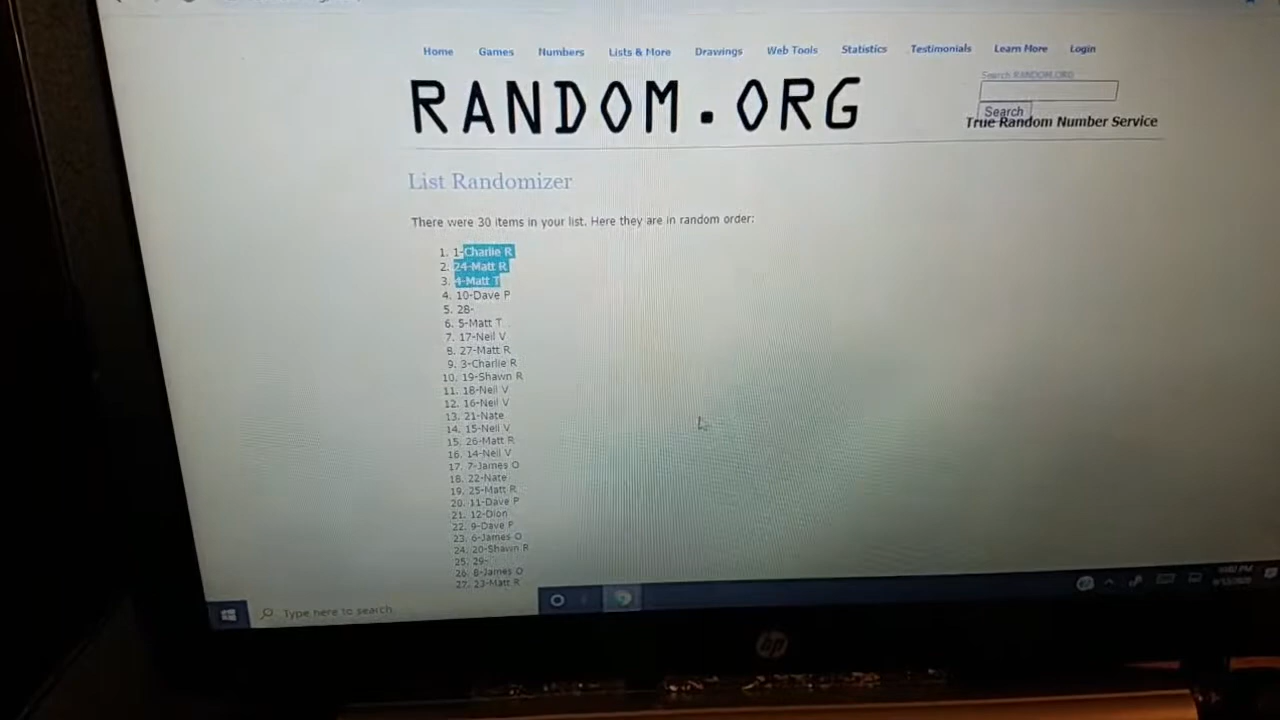 Home Games Numbers Lists & More Drawings Web Tools Statistics Testimonials Learn More Login
Search RANDOM.ORG
RANDOM.ORG
Search
True Random Number Service
List Randomizer
There were 30 items in your list. Here they are in random order:
1. 1-Charlie R
2. 24-Matt R
3. 4-Matt T
4. 10-Dave P
5. 28-
6. 5-Matt T
7. 17-Neil V
8. 27-Matt R
9. 3-Charlie R
10. 19-Shawn R
11. 18-Neil V
12. 16-Neil V
13. 21-Nate
14. 15-Neil V
15. 26-Matt R
16. 14-Neil V
17. 7-James O
18. 22-Nate
19. 25-Matt R
20. 11-Dave P
21. 12-Dion
22. 9-Dave P
23. 6-James O
24. 20-Shawn R
25. 29-
26. 8-James O
27. 23-Matt R
Type here to search
hp